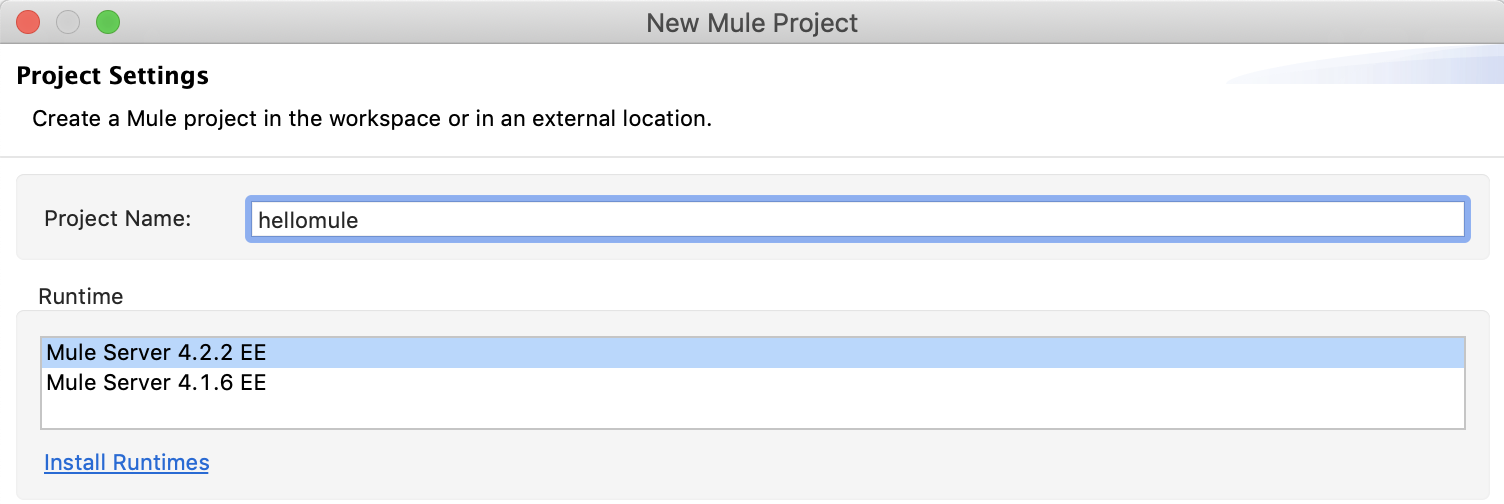 New Mule Project
Project Settings
Create a Mule project in the workspace or in an external location.
Project Name: hellomule
Runtime
Mule Server 4.2.2 EE
Mule Server 4.1.6 EE
Install Runtimes